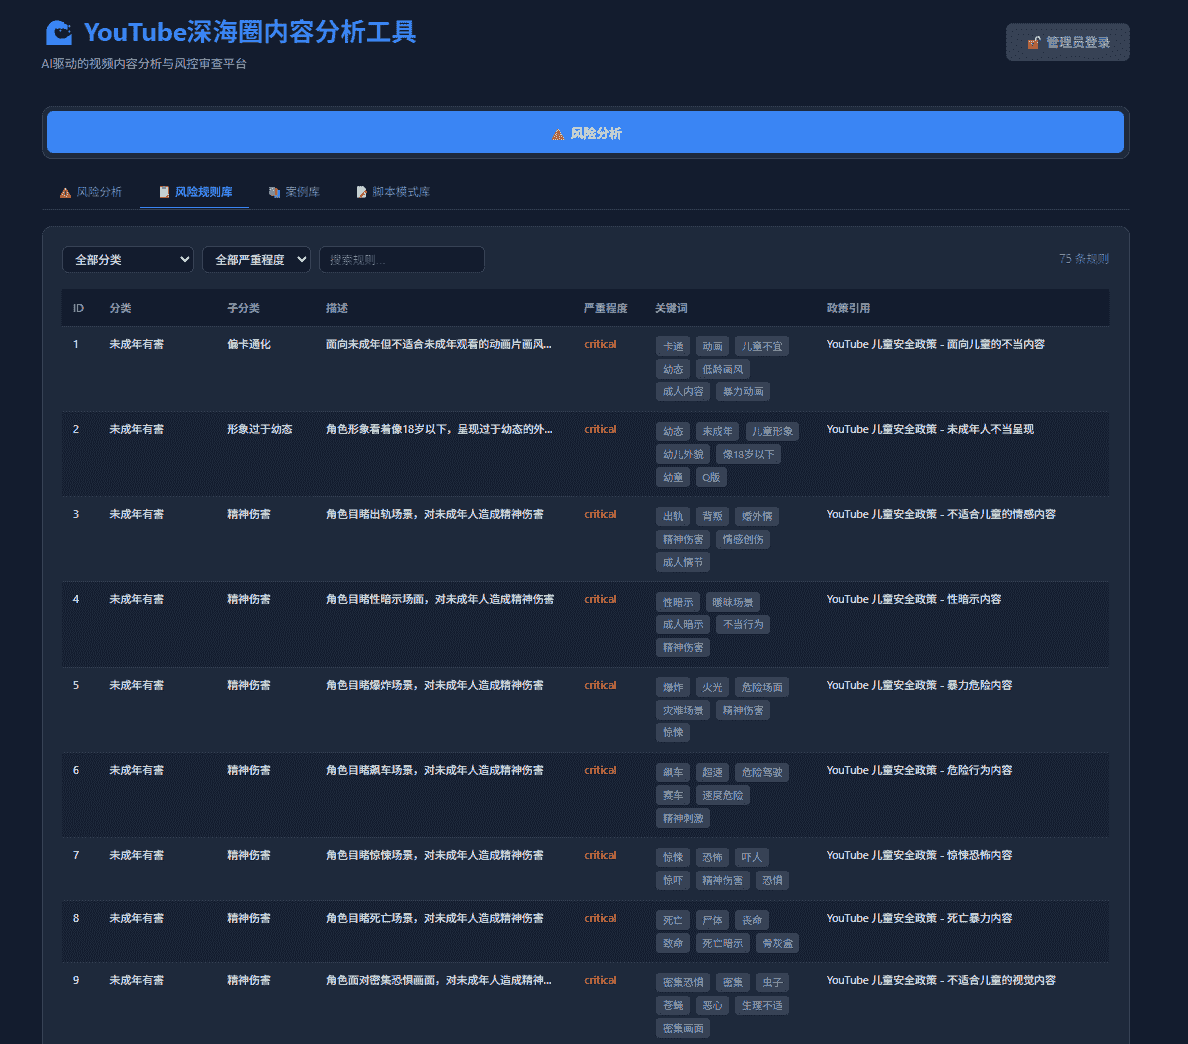 YouTube深海圈内容分析工具
AI驱动的视频内容分析与风控审查平台
管理员登录
风险分析
风险分析 风险规则库 案例库 脚本模式库
全部分类 全部严重程度 搜索规则... 75 条规则
ID 分类 子分类 描述 严重程度 关键词 政策引用
1 未成年有害 偏卡通化 面向未成年但不适合未成年观看的动画片画风... critical 卡通 动画 儿童不宜 YouTube 儿童安全政策 - 面向儿童的不当内容
幼态 低龄画风
成人内容 暴力动画
2 未成年有害 形象过于幼态 角色形象看着像18岁以下，呈现过于幼态的外... critical 幼态 未成年 儿童形象 YouTube 儿童安全政策 - 未成年人不当呈现
幼儿外貌 像18岁以下
幼童 Q版
3 未成年有害 精神伤害 角色目睹出轨场景，对未成年人造成精神伤害 critical 出轨 背叛 婚外情 YouTube 儿童安全政策 - 不适合儿童的情感内容
精神伤害 情感创伤
成人情节
4 未成年有害 精神伤害 角色目睹性暗示场面，对未成年人造成精神伤害 critical 性暗示 暧昧场景 YouTube 儿童安全政策 - 性暗示内容
成人暗示 不当行为
精神伤害
5 未成年有害 精神伤害 角色目睹爆炸场景，对未成年人造成精神伤害 critical 爆炸 火光 危险场面 YouTube 儿童安全政策 - 暴力危险内容
灾难场景 精神伤害
惊悚
6 未成年有害 精神伤害 角色目睹飙车场景，对未成年人造成精神伤害 critical 飙车 超速 危险驾驶 YouTube 儿童安全政策 - 危险行为内容
赛车 速度危险
精神刺激
7 未成年有害 精神伤害 角色目睹惊悚场景，对未成年人造成精神伤害 critical 惊悚 恐怖 吓人 YouTube 儿童安全政策 - 惊悚恐怖内容
惊吓 精神伤害 恐惧
8 未成年有害 精神伤害 角色目睹死亡场景，对未成年人造成精神伤害 critical 死亡 尸体 丧命 YouTube 儿童安全政策 - 死亡暴力内容
致命 死亡暗示 骨灰盒
9 未成年有害 精神伤害 角色面对密集恐惧画面，对未成年人造成精神... critical 密集恐惧 密集 虫子 YouTube 儿童安全政策 - 不适合儿童的视觉内容
苍蝇 恶心 生理不适
密集画面